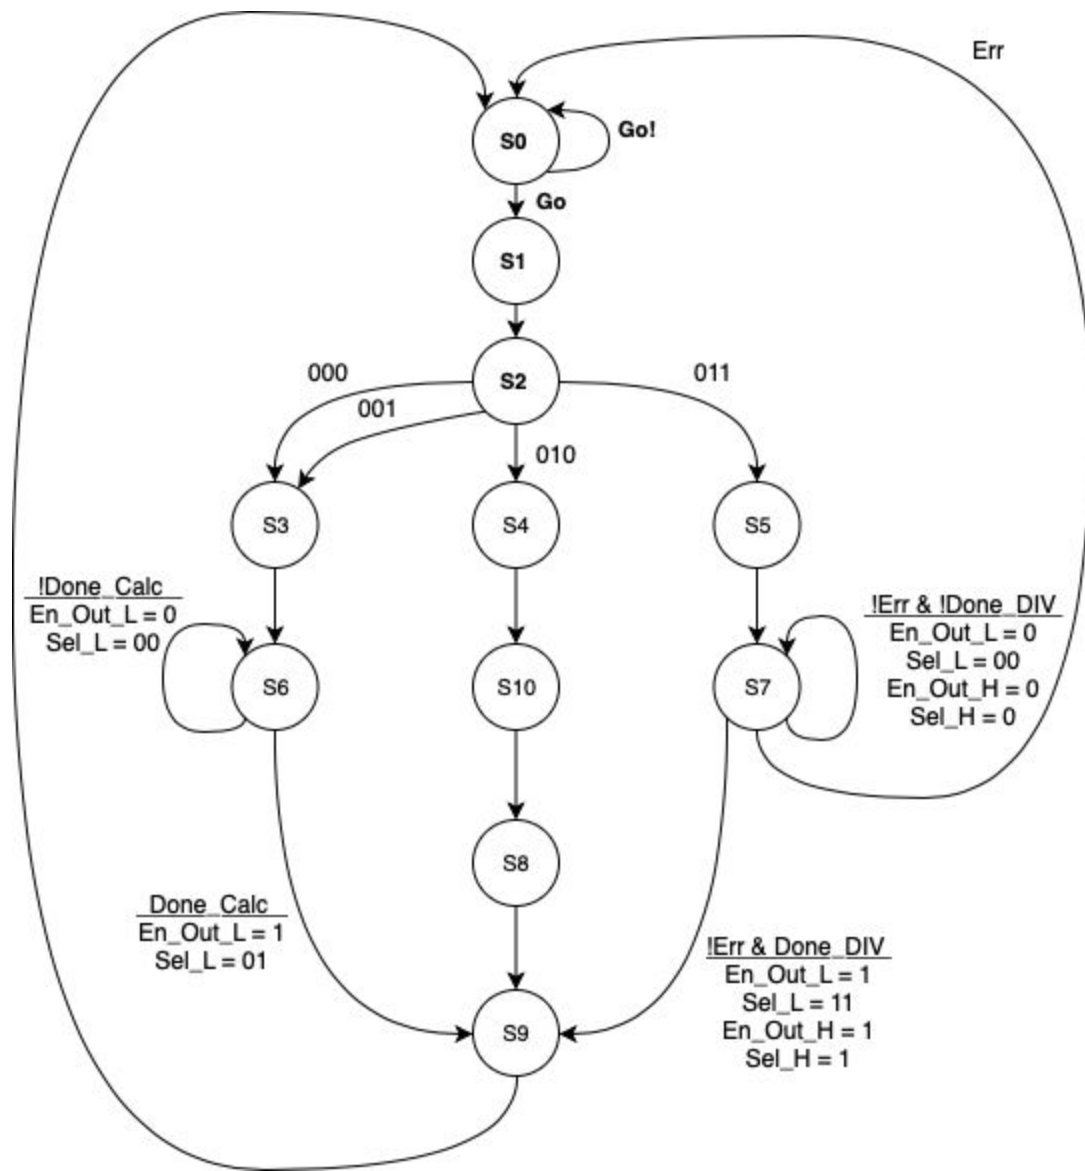 Err
S0
Go!
Go
S1
S2
000
001
010
011
S3
S4
S5
!Done_Calc
En_Out_L = 0
Sel_L = 00
!Err & !Done_DIV
En_Out_L = 0
Sel_L = 00
En_Out_H = 0
Sel_H = 0
S6
S10
S7
S8
Done_Calc
En_Out_L = 1
Sel_L = 01
!Err & Done_DIV
En_Out_L = 1
Sel_L = 11
En_Out_H = 1
Sel_H = 1
S9